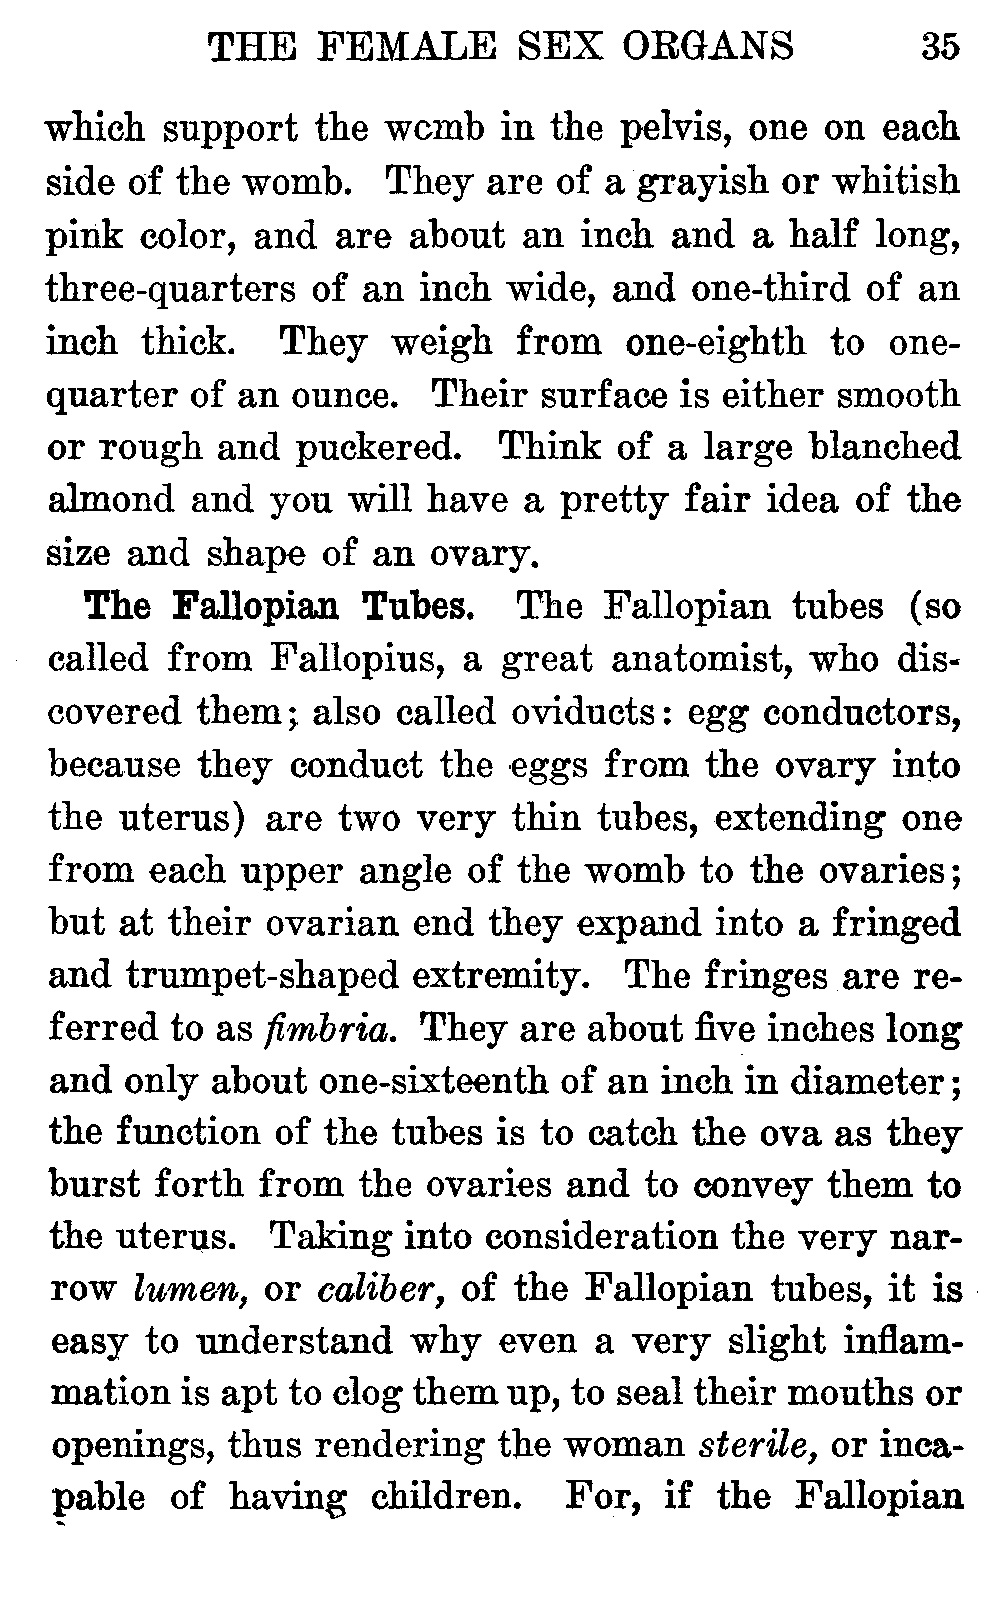 THE FEMALE SEX ORGANS 35
which support the wcmb in the pelvis, one on each
side of the womb. They are of a grayish or whitish
pink color, and are about an inch and a half long,
three-quarters of an inch wide, and one-third of an
inch thick. They weigh from one-eighth to one-
quarter of an ounce. Their surface is either smooth
or rough and puckered. Think of a large blanched
almond and you will have a pretty fair idea of the
size and shape of an ovary.
The Fallopian Tubes. The Fallopian tubes (so
called from Fallopius, a great anatomist, who dis-
covered them; also called oviducts: egg conductors,
because they conduct the eggs from the ovary into
the uterus) are two very thin tubes, extending one
from each upper angle of the womb to the ovaries;
but at their ovarian end they expand into a fringed
and trumpet-shaped extremity. The fringes are re-
ferred to as fimbria. They are about five inches long
and only about one-sixteenth of an inch in diameter;
the function of the tubes is to catch the ova as they
burst forth from the ovaries and to convey them to
the uterus. Taking into consideration the very nar-
row lumen, or caliber, of the Fallopian tubes, it is
easy to understand why even a very slight inflam-
mation is apt to clog them up, to seal their mouths or
openings, thus rendering the woman sterile, or inca-
pable of having children. For, if the Fallopian